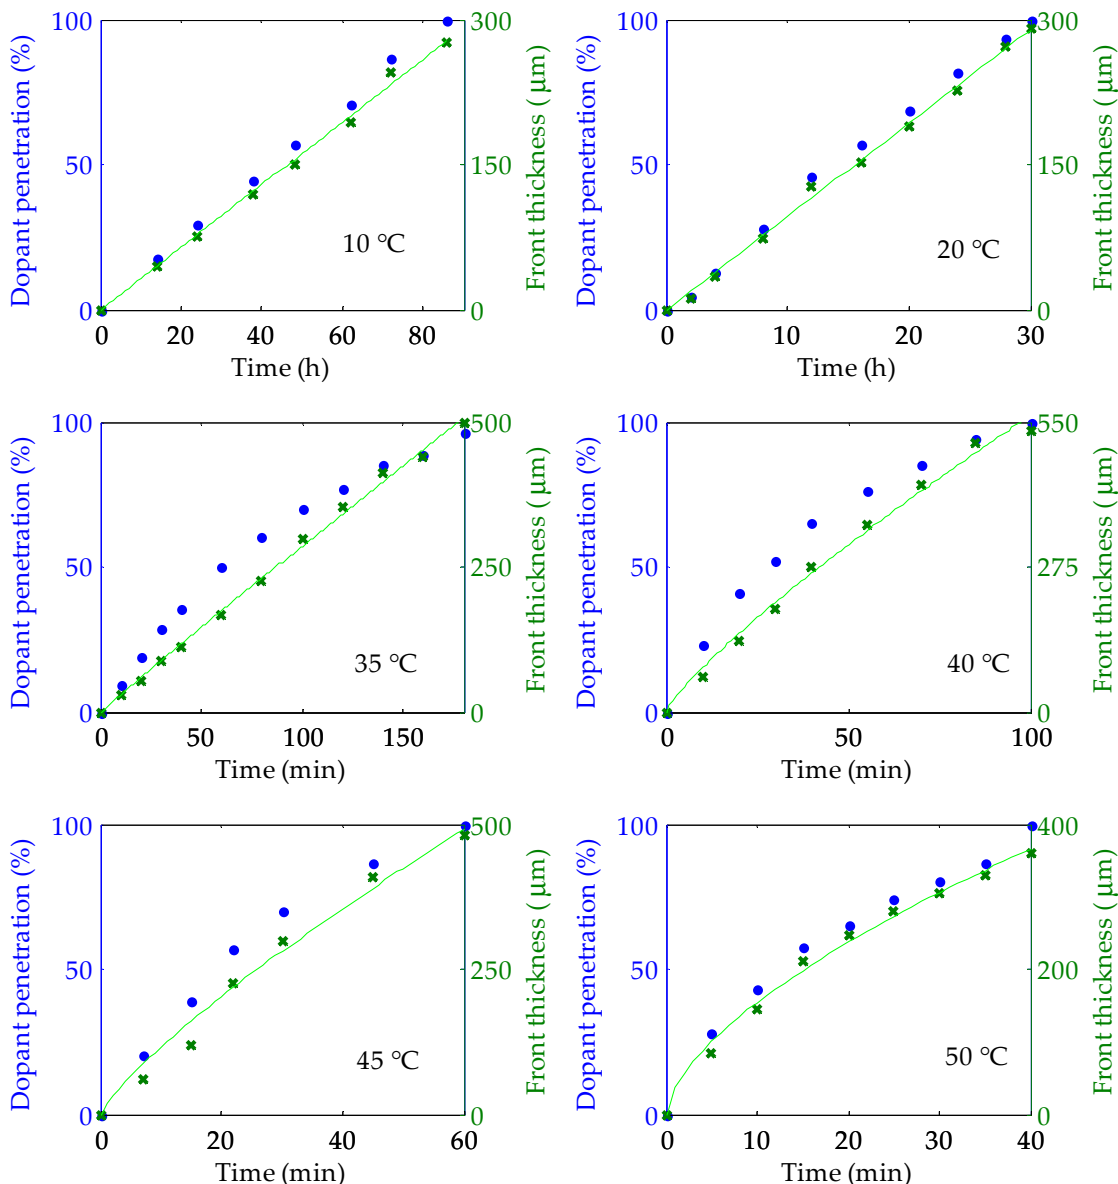 100
50
0
Dopant penetration (%)
300
150
0
Front thickness ( μm)
10 °C
0 20 40 60 80
Time (h)
100
50
0
Dopant penetration (%)
300
150
0
Front thickness ( μm)
20 °C
0 10 20 30
Time (h)
100
50
0
Dopant penetration (%)
500
250
0
Front thickness ( μm)
35 °C
0 50 100 150
Time (min)
100
50
0
Dopant penetration (%)
550
275
0
Front thickness ( μm)
40 °C
0 50 100
Time (min)
100
50
0
Dopant penetration (%)
500
250
0
Front thickness ( μm)
45 °C
0 20 40 60
Time (min)
100
50
0
Dopant penetration (%)
400
200
0
Front thickness ( μm)
50 °C
0 10 20 30 40
Time (min)